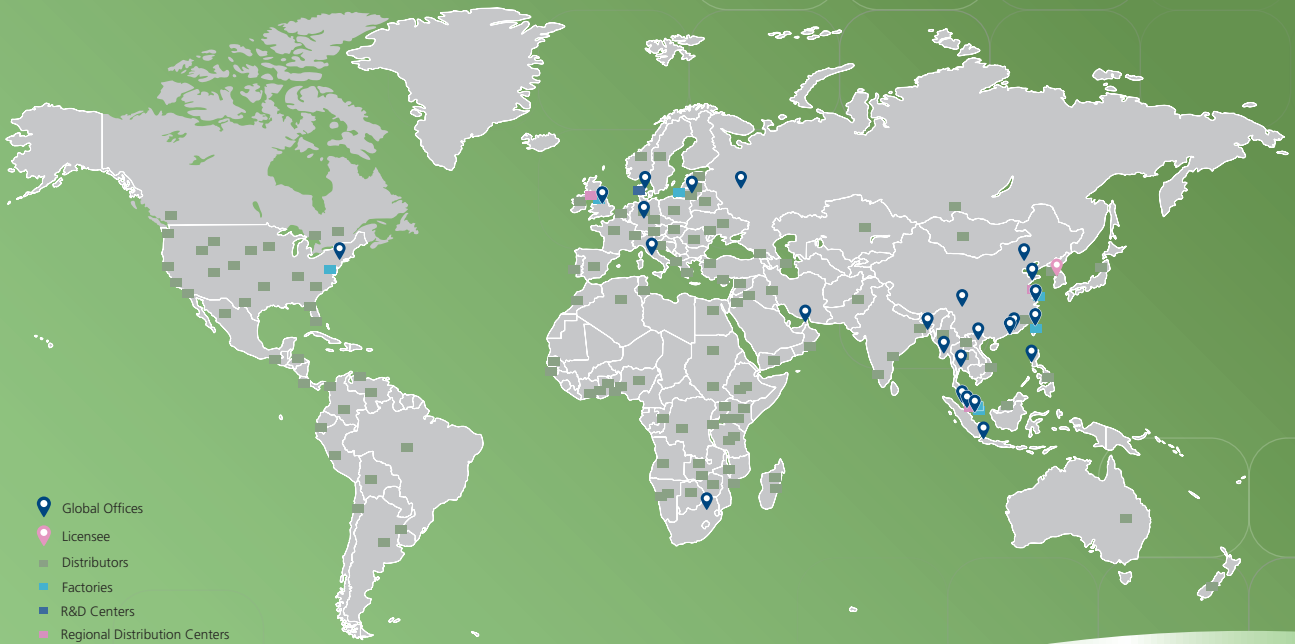 Global Offices
Licensee
Distributors
Factories
R&D Centers
Regional Distribution Centers